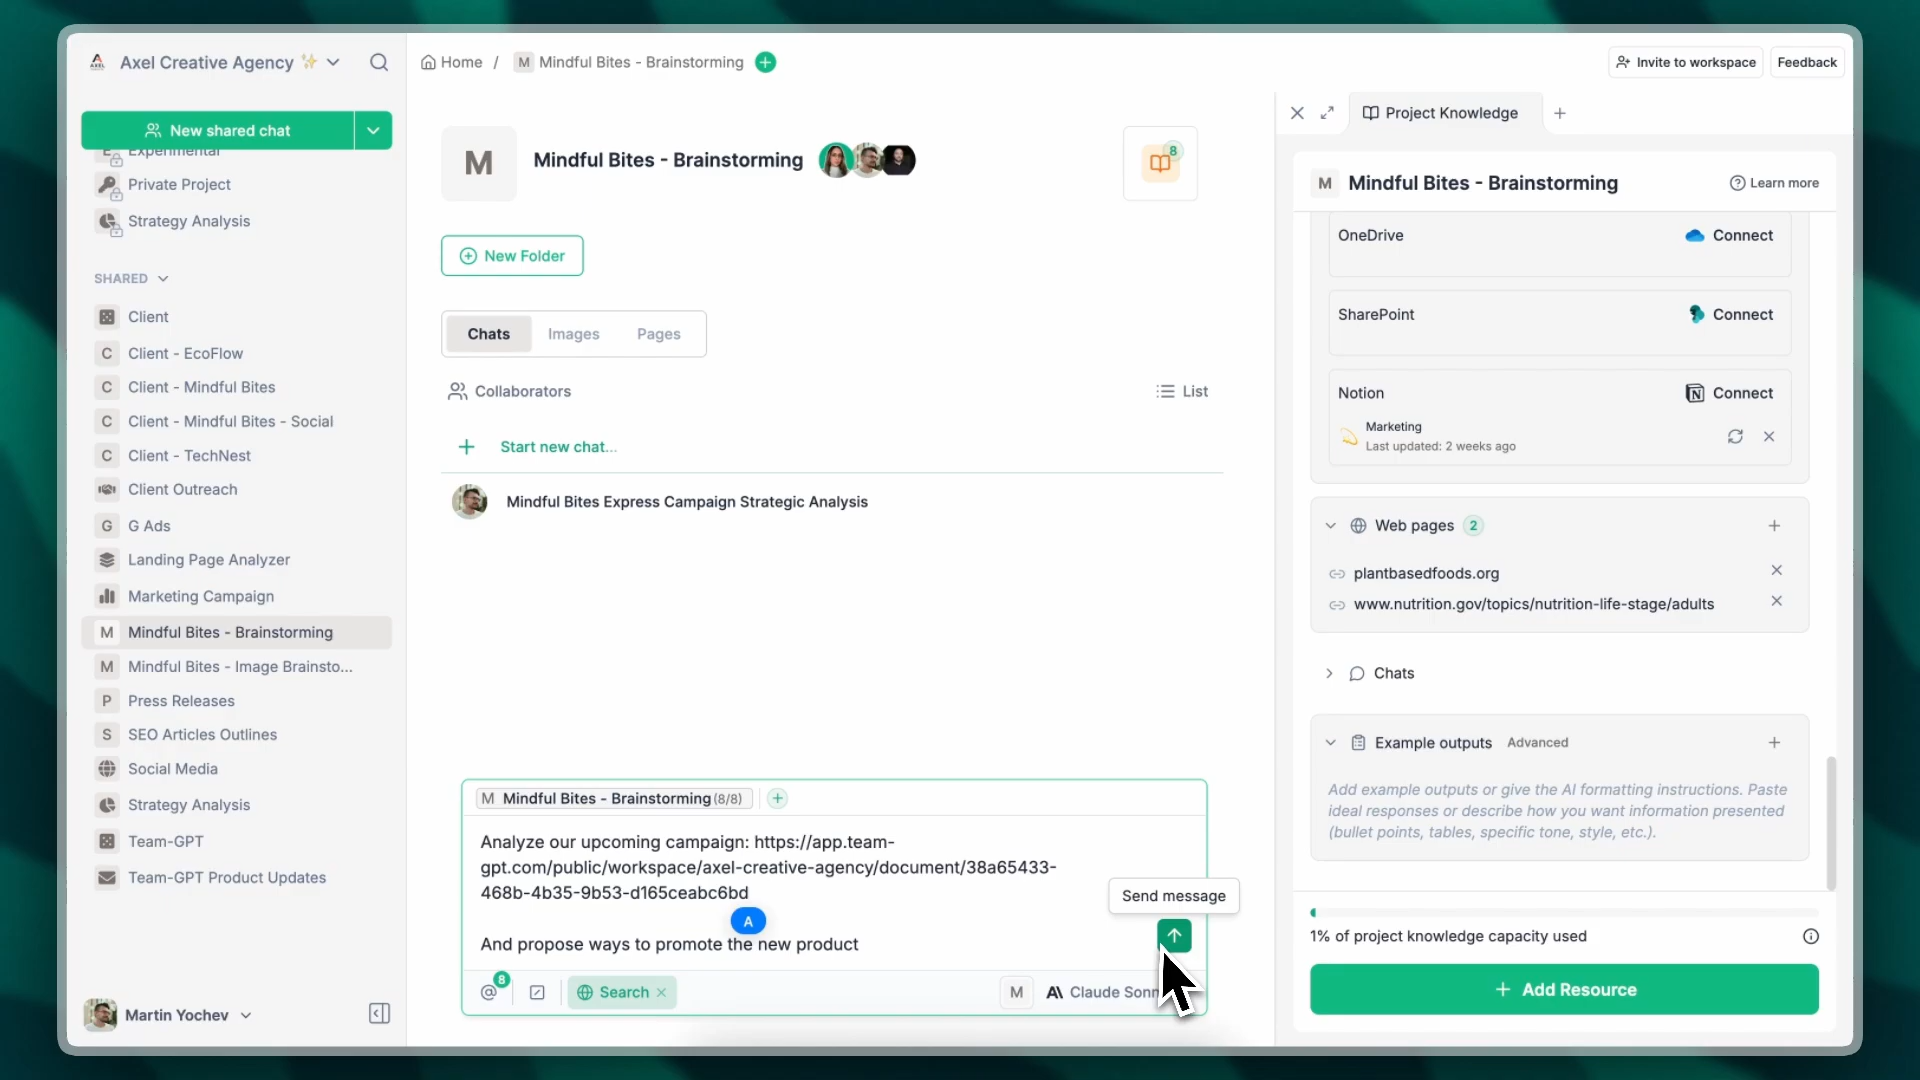 AXEL
Axel Creative Agency
New shared chat
Experimental
Private Project
Strategy Analysis
SHARED
Client
C Client - EcoFlow
C Client - Mindful Bites
C Client - Mindful Bites - Social
C Client - TechNest
Client Outreach
G G Ads
Landing Page Analyzer
Marketing Campaign
M Mindful Bites - Brainstorming
M Mindful Bites - Image Brainsto...
P Press Releases
S SEO Articles Outlines
Social Media
Strategy Analysis
Team-GPT
Team-GPT Product Updates
Martin Yochev
Home / M Mindful Bites - Brainstorming
Invite to workspace
Feedback
M Mindful Bites - Brainstorming
8
New Folder
Chats Images Pages
Collaborators
List
Start new chat...
Mindful Bites Express Campaign Strategic Analysis
M Mindful Bites - Brainstorming (8/8)
Analyze our upcoming campaign: https://app.team-
gpt.com/public/workspace/axel-creative-agency/document/38a65433-
468b-4b35-9b53-d165ceabc6bd
A
And propose ways to promote the new product
Send message
8
Search
M
Claude Sonn
Project Knowledge
M Mindful Bites - Brainstorming
Learn more
OneDrive Connect
SharePoint Connect
Notion Connect
Marketing
Last updated: 2 weeks ago
Web pages 2
plantbasedfoods.org
www.nutrition.gov/topics/nutrition-life-stage/adults
Chats
Example outputs Advanced
Add example outputs or give the AI formatting instructions. Paste
ideal responses or describe how you want information presented
(bullet points, tables, specific tone, style, etc.).
1% of project knowledge capacity used
Add Resource